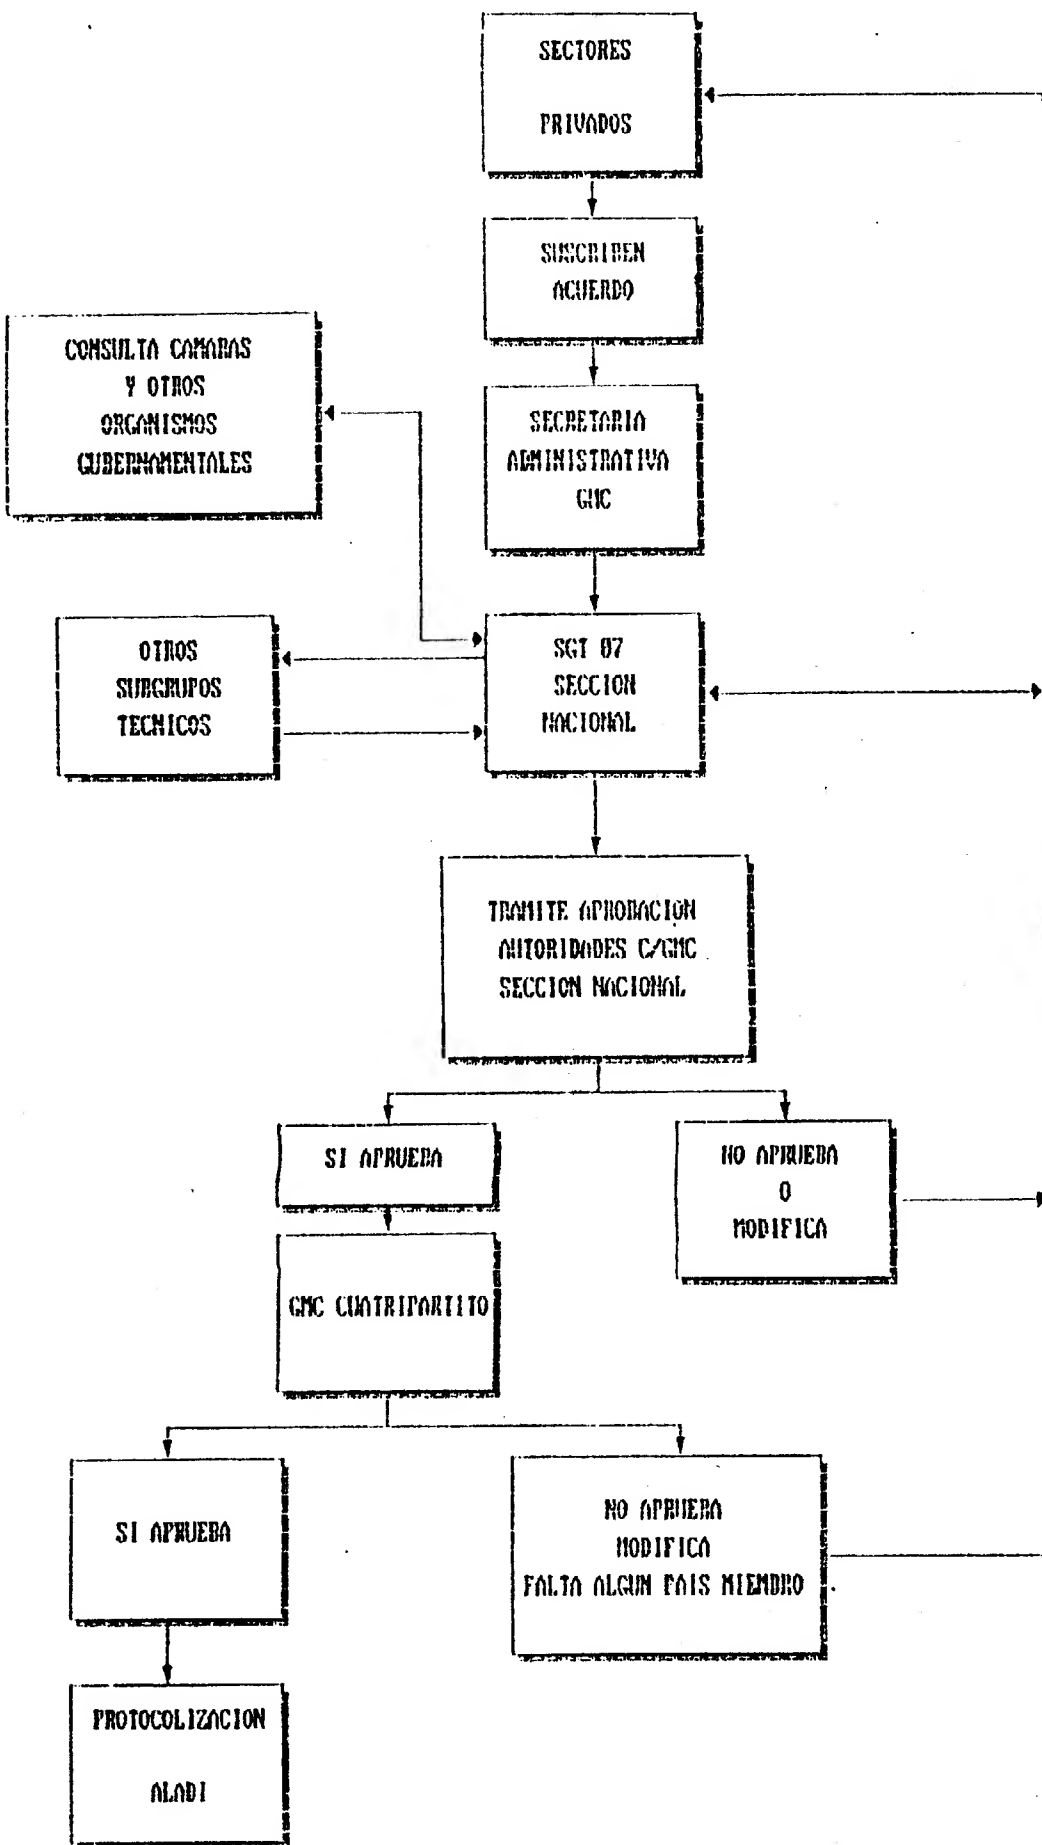 SECTORES
PRIVADOS
SUSCRIBEN
ACUERDO
CONSULTA CAMARAS
Y OTROS
ORGANISMOS
GUBERNAMENTALES
SECRETARIA
ADMINISTRATIVA
GMC
OTROS
SUBGRUPOS
TECNICOS
SGT 07
SECCION
NACIONAL
TRAMITE APROBACION
AUTORIDADES C/GMC
SECCION NACIONAL
SI APRUEBA
NO APRUEBA
O
MODIFICA
GMC CUATRIPARTITO
SI APRUEBA
NO APRUEBA
MODIFICA
FALTA ALGUN PAIS MIEMBRO
PROTOCOLIZACION
ALADI